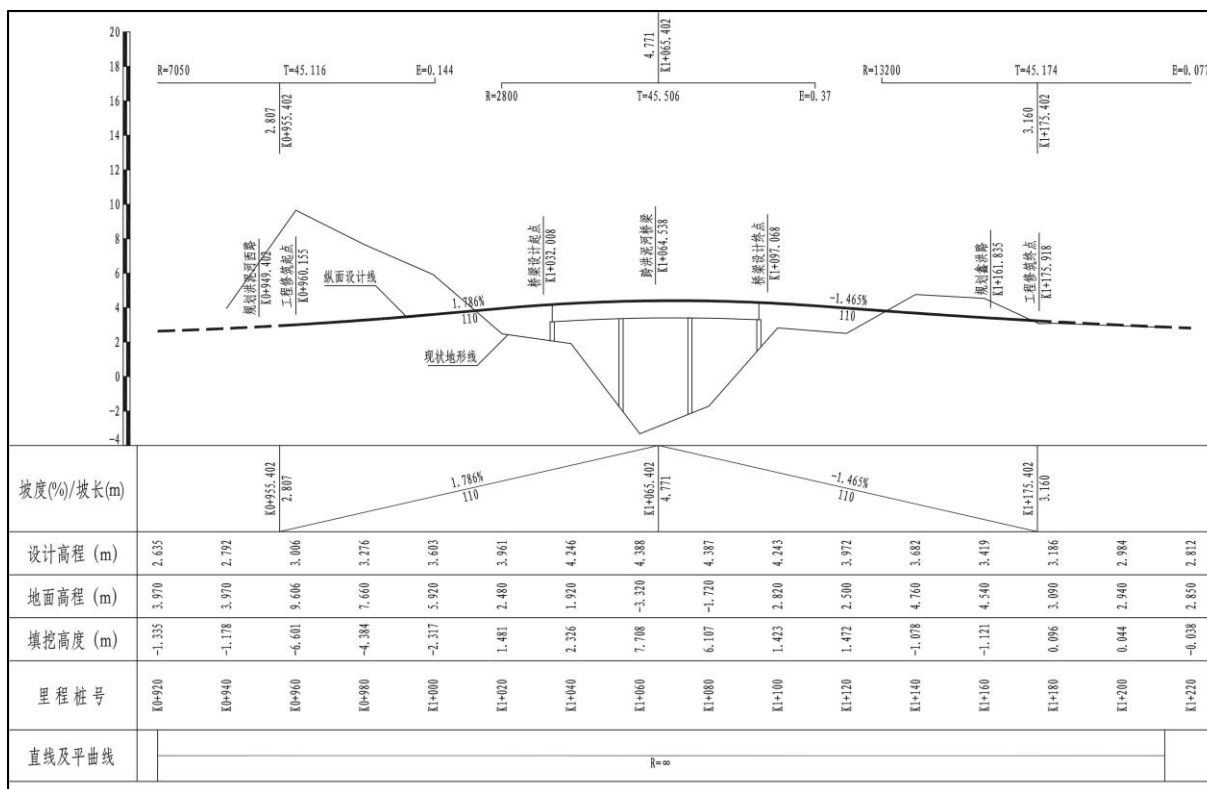 20
18
16
14
12
10
8
6
4
2
0
-2
-4
R=7050 T=45.116 E=0.144
2.807
K0+955.402
4.771
K1+065.402
R=2800 T=45.506 E=0.37
R=13200 T=45.174 E=0.077
3.160
K1+175.402
规划洪泥河西路
K0+949.402
工程修筑起点
K0+960.155
桥梁设计起点
K1+032.008
跨洪泥河桥梁
K1+064.538
桥梁设计终点
K1+097.068
规划鑫洪路
K1+161.835
工程修筑终点
K1+175.918
纵面设计线
1.786%
110
-1.465%
110
现状地形线
坡度(%)/坡长(m)
K0+955.402
2.807
1.786%
110
K1+065.402
4.771
-1.465%
110
K1+175.402
3.160
设计高程 (m) 2.635 2.792 3.006 3.276 3.603 3.961 4.246 4.388 4.387 4.243 3.972 3.682 3.419 3.186 2.984 2.812
地面高程 (m) 3.970 3.970 9.606 7.660 5.920 2.480 1.920 -3.320 -1.720 2.820 2.500 4.760 4.540 3.090 2.940 2.850
填挖高度 (m) -1.335 -1.178 -6.601 -4.384 -2.317 1.481 2.326 7.708 6.107 1.423 1.472 -1.078 -1.121 0.096 0.044 -0.038
里程桩号 K0+920 K0+940 K0+960 K0+980 K1+000 K1+020 K1+040 K1+060 K1+080 K1+100 K1+120 K1+140 K1+160 K1+180 K1+200 K1+220
直线及平曲线
R=∞